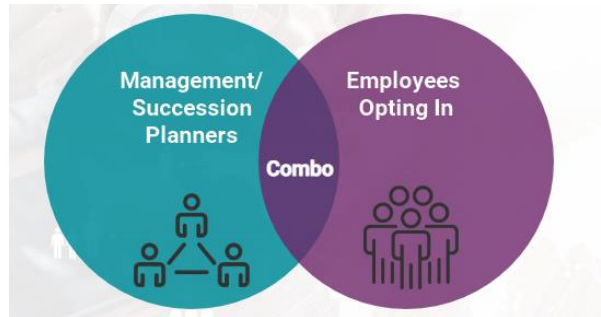 Management/
Succession
Planners
Employees
Opting In
Combo